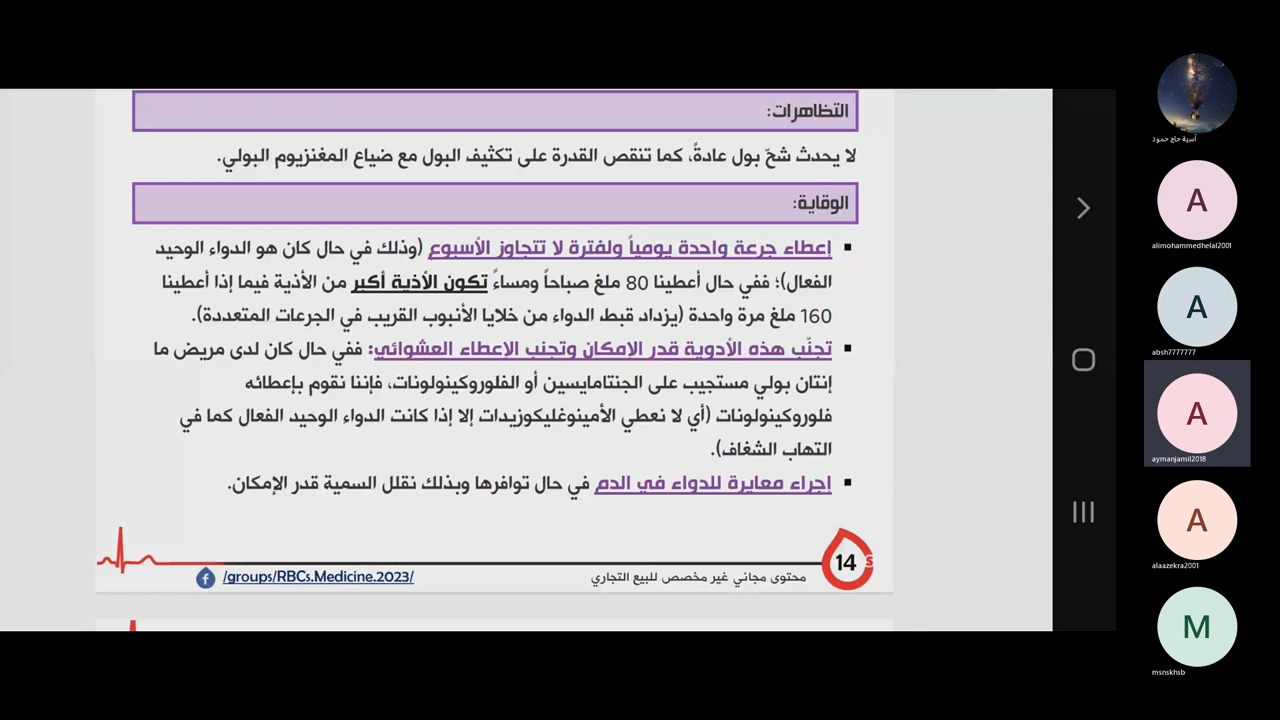 التظاهرات:
لا يحدث شحّ بول عادةً، كما تنقص القدرة على تكثيف البول مع ضياع المغنزيوم البولي.
الوقاية:
▪ إعطاء جرعة واحدة يومياً ولفترة لا تتجاوز الأسبوع (وذلك في حال كان هو الدواء الوحيد
الفعال)؛ ففي حال أعطينا 80 ملغ صباحاً ومساءً تكون الأذية أكبر من الأذية فيما إذا أعطينا
160 ملغ مرة واحدة (يزداد قبط الدواء من خلايا الأنبوب القريب في الجرعات المتعددة).
▪ تجنّب هذه الأدوية قدر الإمكان وتجنب الإعطاء العشوائي: ففي حال كان لدى مريض ما
إنتان بولي مستجيب على الجنتامايسين أو الفلوروكينولونات، فإننا نقوم بإعطائه
فلوروكينولونات (أي لا نعطي الأمينوغليكوزيدات إلا إذا كانت الدواء الوحيد الفعال كما في
التهاب الشغاف).
▪ إجراء معايرة للدواء في الدم في حال توافرها وبذلك نقلل السمية قدر الإمكان.
14
محتوى مجاني غير مخصص للبيع التجاري
/groups/RBCs.Medicine.2023/
آسية حاج حمود
A
alimohammedhelal2001
A
absh7777777
A
aymanjamil2018
A
alaazekra2001
M
msnskhsb